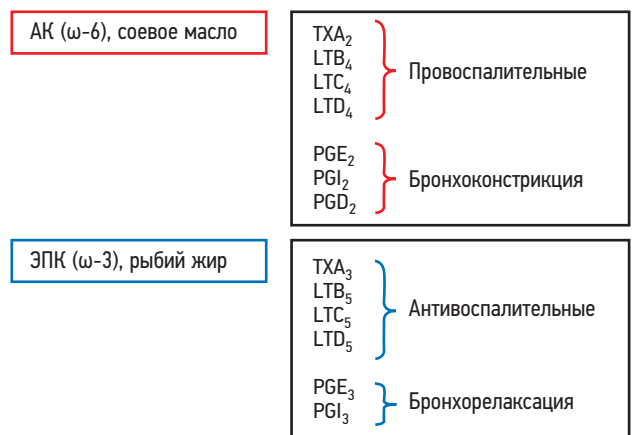 АК (ω-6), соевое масло
TXA₂
LTB₄
LTC₄
LTD₄
Провоспалительные
PGE₂
PGI₂
PGD₂
Бронхоконстрикция
ЭПК (ω-3), рыбий жир
TXA₃
LTB₅
LTC₅
LTD₅
Антивоспалительные
PGE₃
PGI₃
Бронхорелаксация